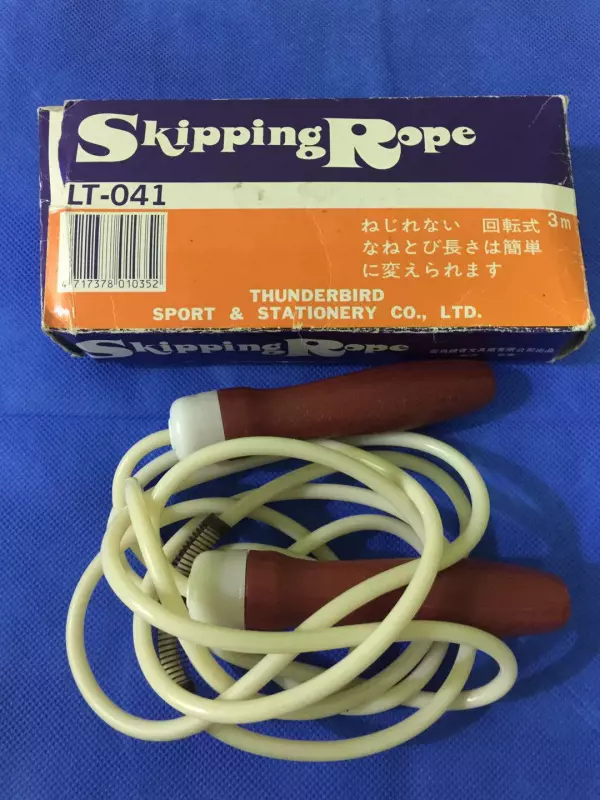 Skipping Rope
LT-041
ねじれない 回転式 3m
なねとび長さは簡単
に変えられます
4 717378 010352
THUNDERBIRD
SPORT & STATIONERY CO., LTD.
Skipping Rope